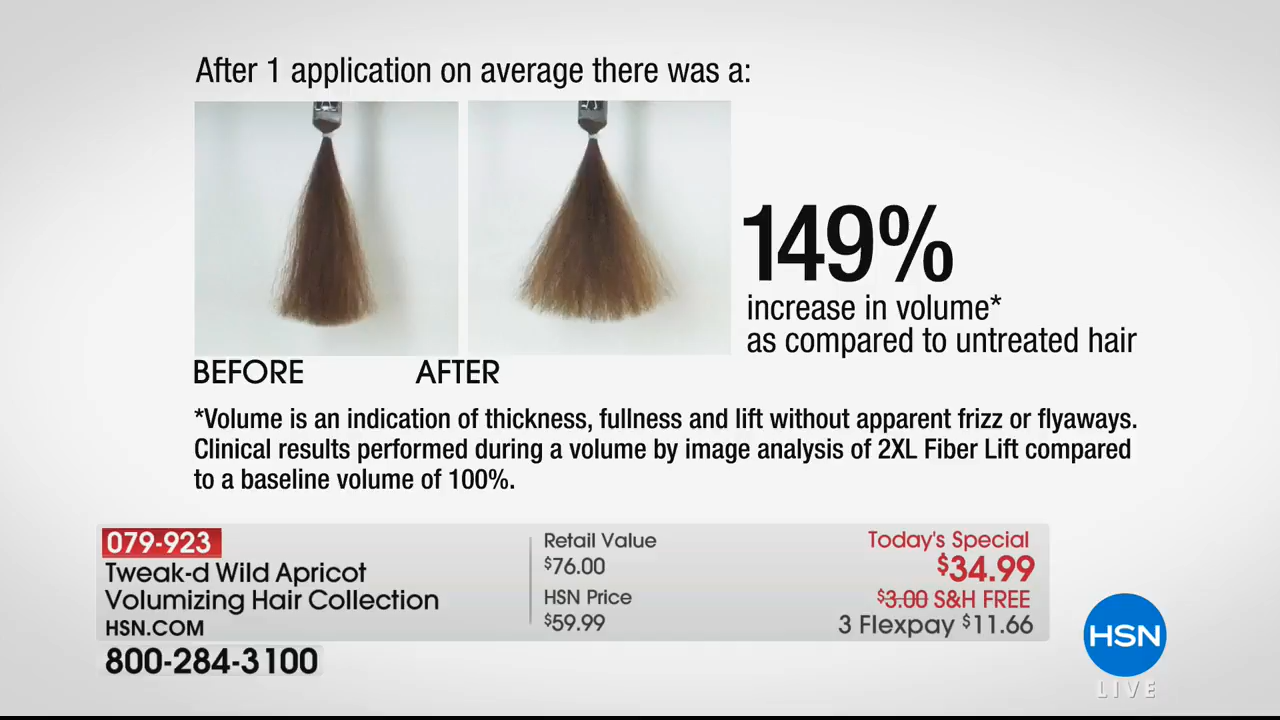 After 1 application on average there was a:
149%
increase in volume*
as compared to untreated hair
BEFORE
AFTER
*Volume is an indication of thickness, fullness and lift without apparent frizz or flyaways.
Clinical results performed during a volume by image analysis of 2XL Fiber Lift compared
to a baseline volume of 100%.
079-923
Tweak-d Wild Apricot
Volumizing Hair Collection
HSN.COM
800-284-3100
Retail Value
$76.00
HSN Price
$59.99
Today's Special
$34.99
$3.00 S&H FREE
3 Flexpay $11.66
HSN
LIVE